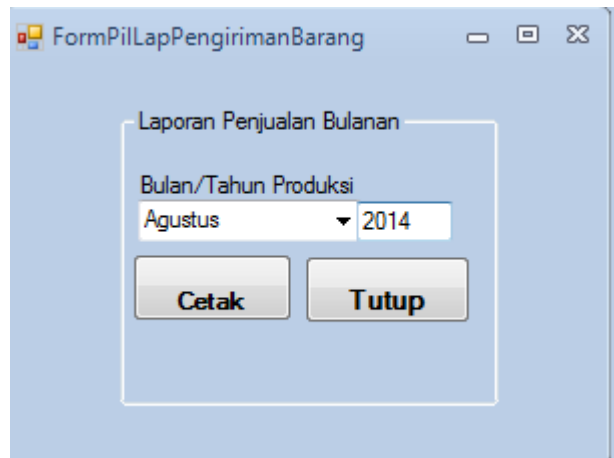 FormPilLapPengirimanBarang
Laporan Penjualan Bulanan
Bulan/Tahun Produksi
Agustus 2014
Cetak Tutup